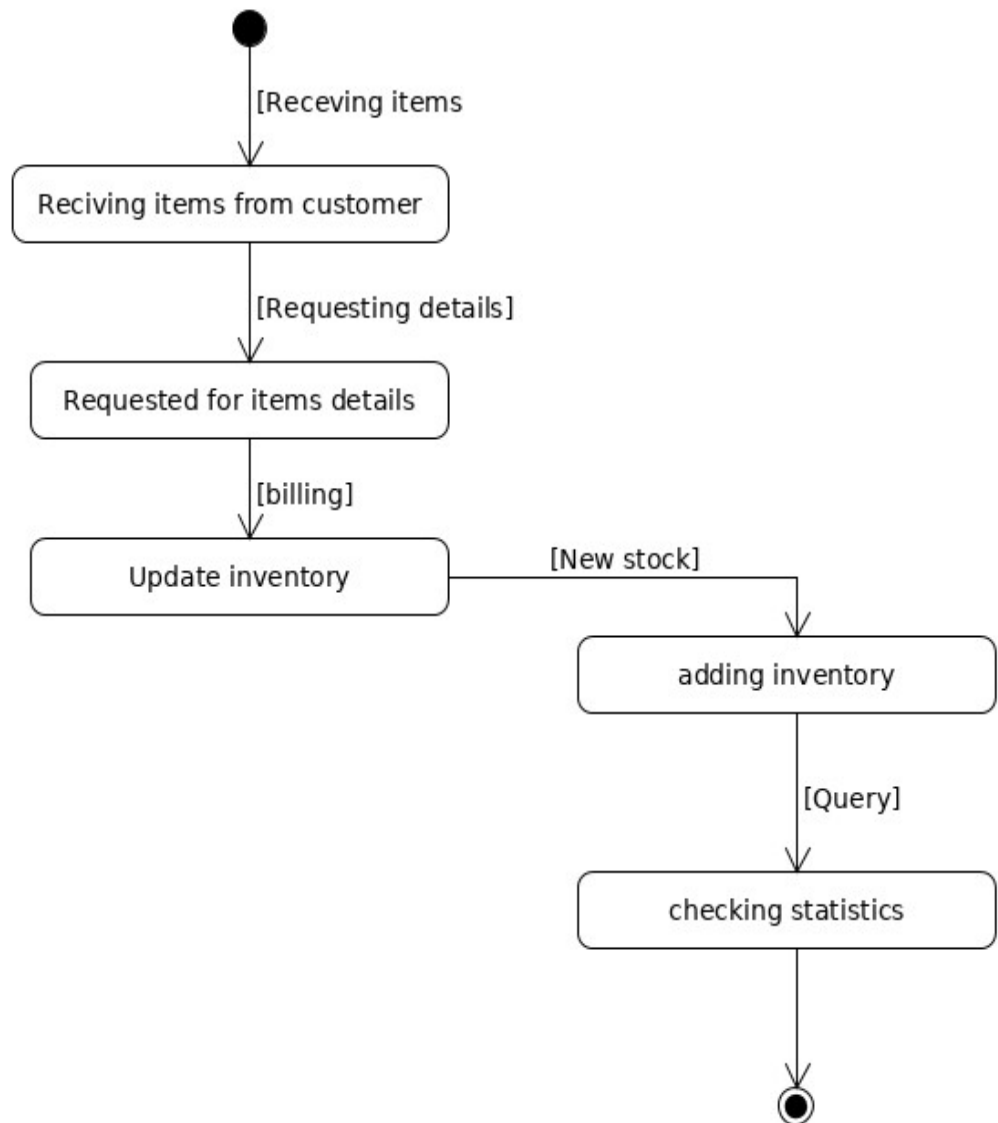 [Receving items
Reciving items from customer
[Requesting details]
Requested for items details
[billing]
Update inventory
[New stock]
adding inventory
[Query]
checking statistics